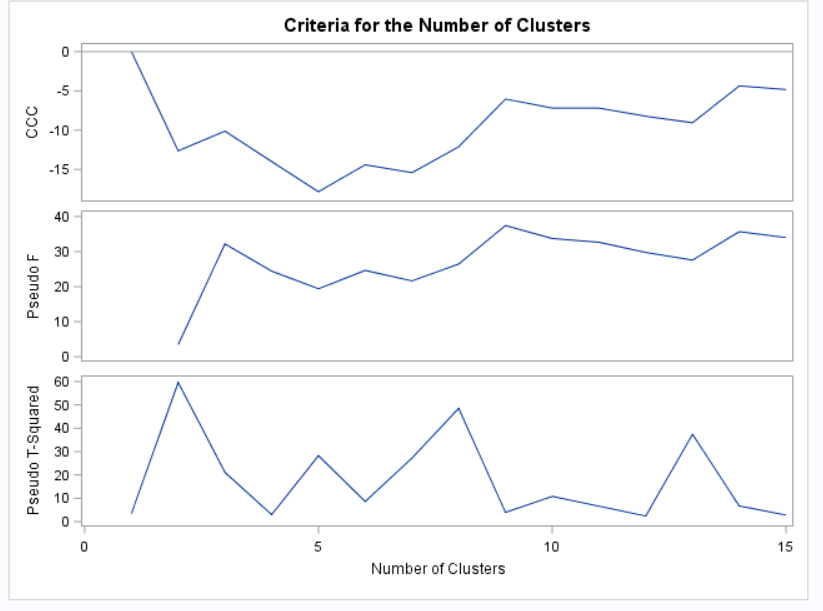 Criteria for the Number of Clusters
0
-5
-10
-15
CCC
40
30
20
10
0
Pseudo F
60
50
40
30
20
10
0
Pseudo T-Squared
0 5 10 15
Number of Clusters